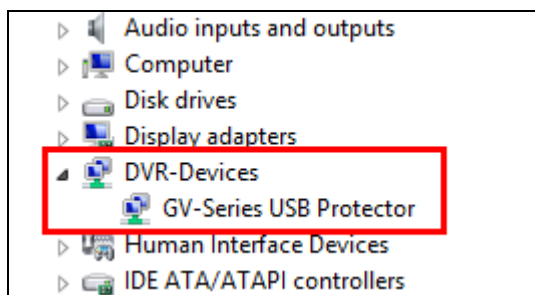 Audio inputs and outputs
Computer
Disk drives
Display adapters
DVR-Devices
GV-Series USB Protector
Human Interface Devices
IDE ATA/ATAPI controllers